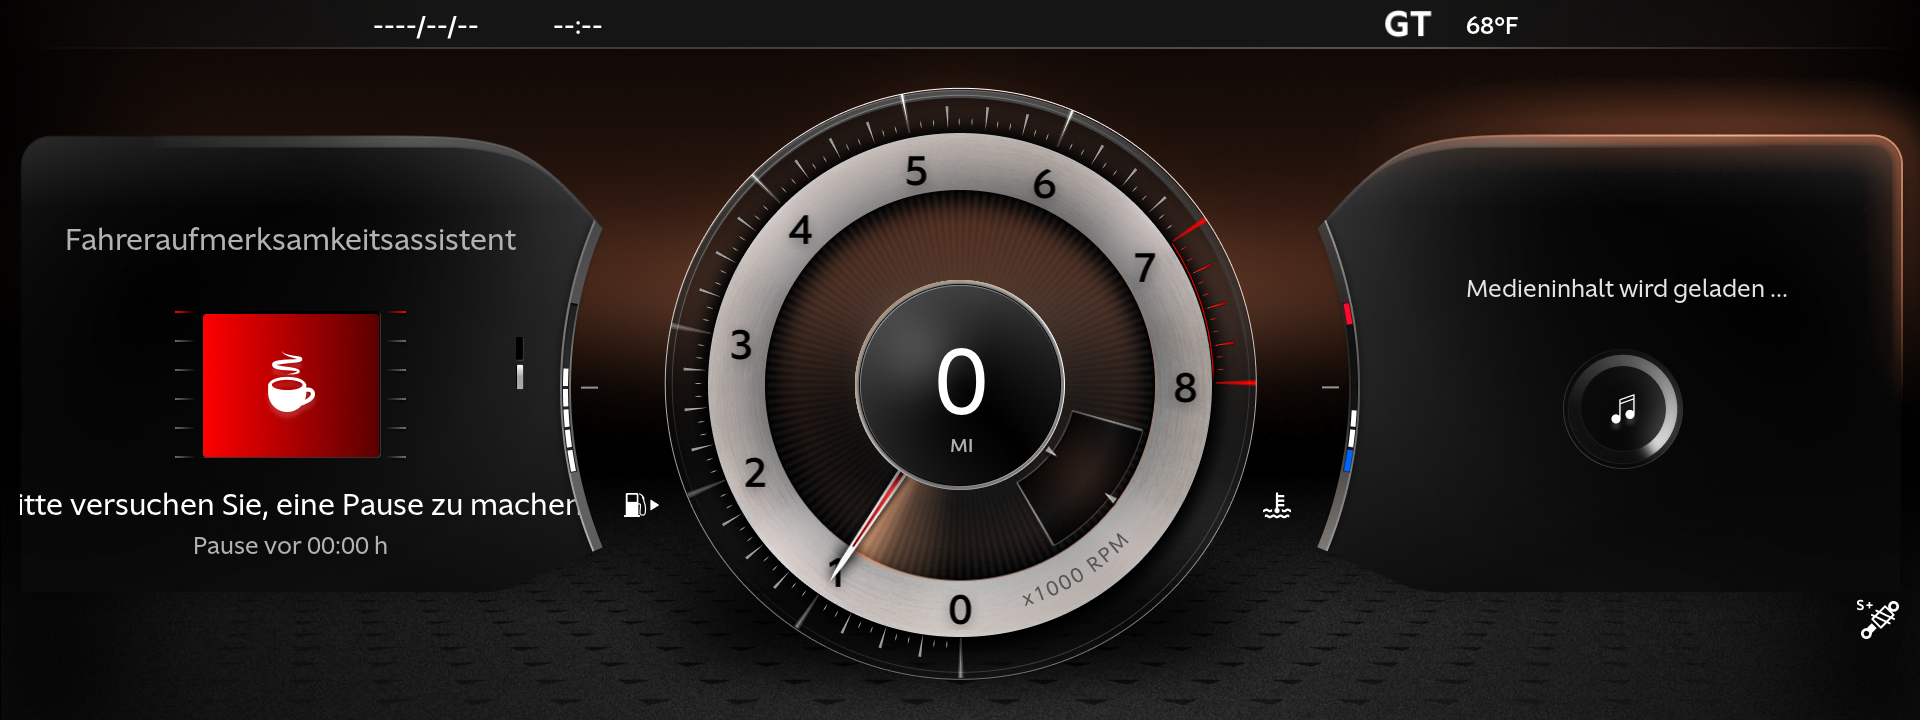 ----/--/--
--:--
GT
68°F
Fahreraufmerksamkeitsassistent
itte versuchen Sie, eine Pause zu machen
Pause vor 00:00 h
5
6
4
7
3
8
2
1
0
x1000 RPM
0
MI
Medieninhalt wird geladen ...
S+